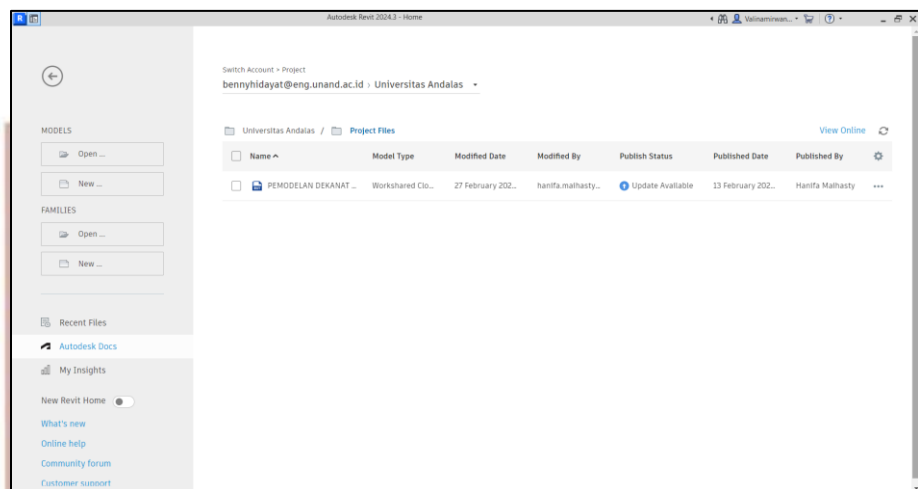 R Autodesk Revit 2024.3 - Home Valinamirwan...
Switch Account > Project
bennyhidayat@eng.unand.ac.id > Universitas Andalas
MODELS
Open ...
New ...
FAMILIES
Open ...
New ...
Recent Files
Autodesk Docs
My Insights
New Revit Home
What's new
Online help
Community forum
Customer support
Universitas Andalas / Project Files View Online
Name Model Type Modified Date Modified By Publish Status Published Date Published By
PEMODELAN DEKANAT ... Workshared Clo... 27 February 202... hanifa.malhasty... Update Available 13 February 202... Hanifa Malhasty ...